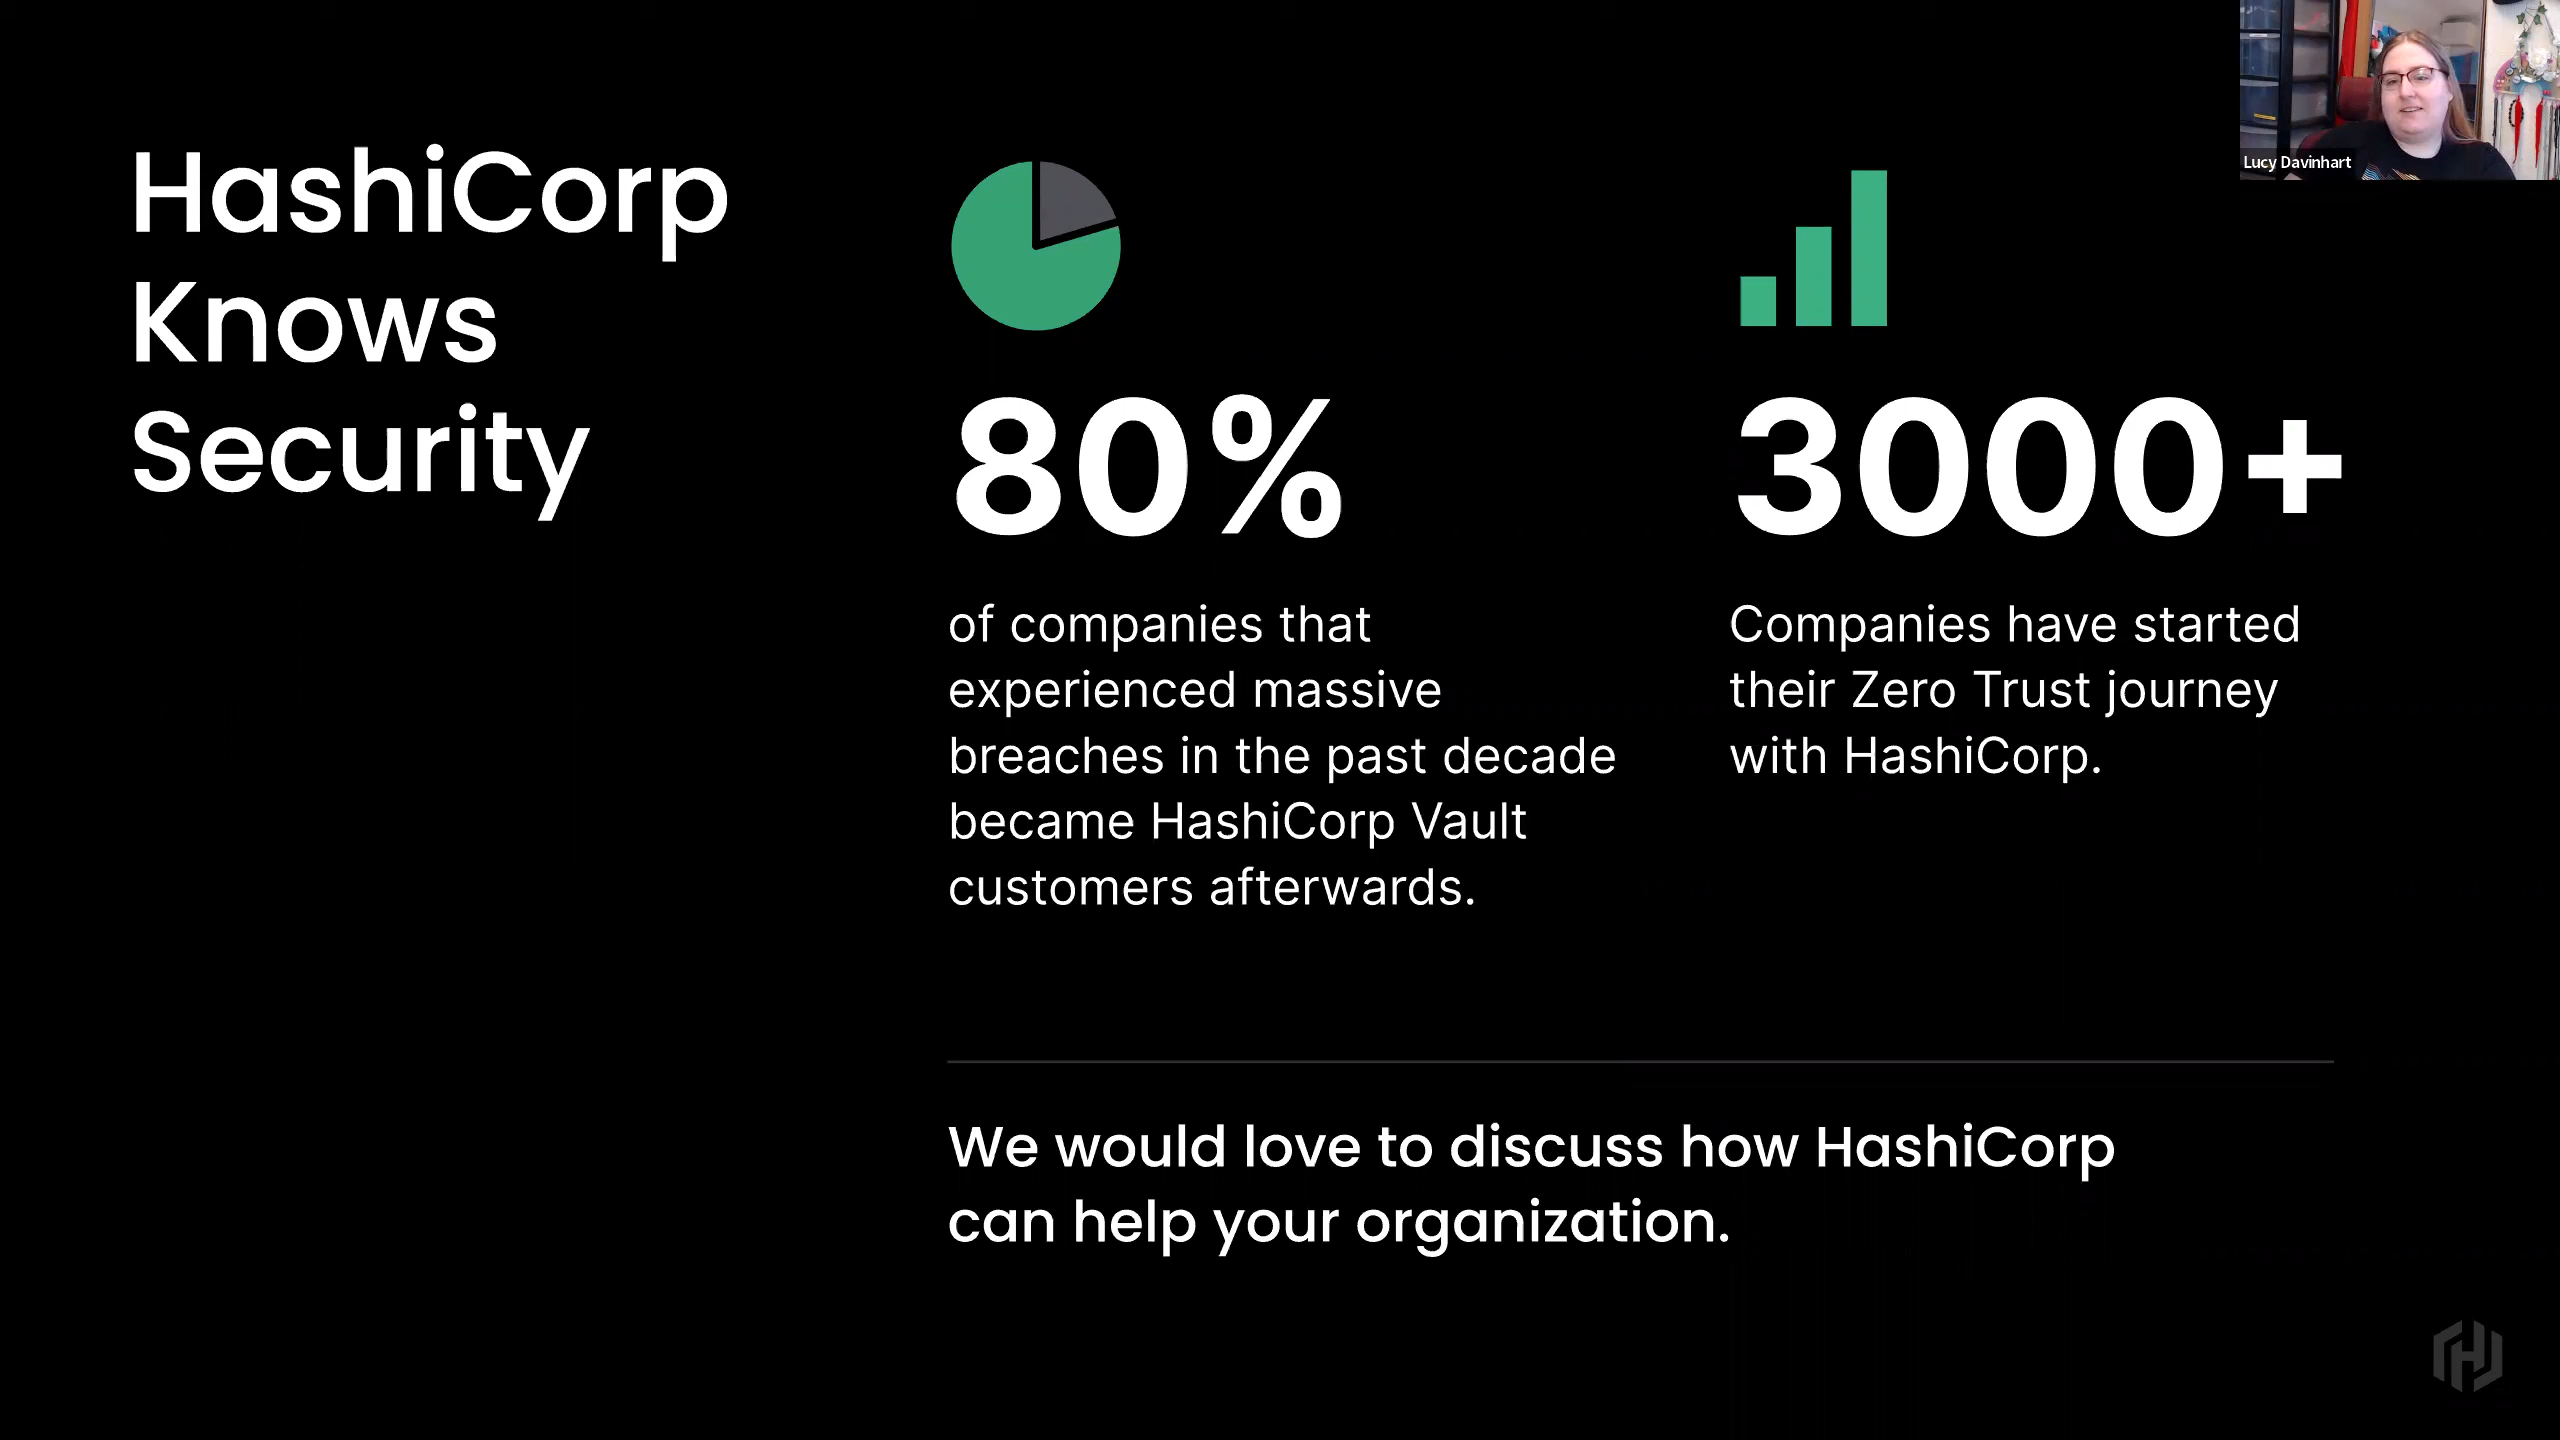 HashiCorp
Knows
Security
80%
of companies that
experienced massive
breaches in the past decade
became HashiCorp Vault
customers afterwards.
3000+
Companies have started
their Zero Trust journey
with HashiCorp.
We would love to discuss how HashiCorp
can help your organization.
Lucy Davinhart